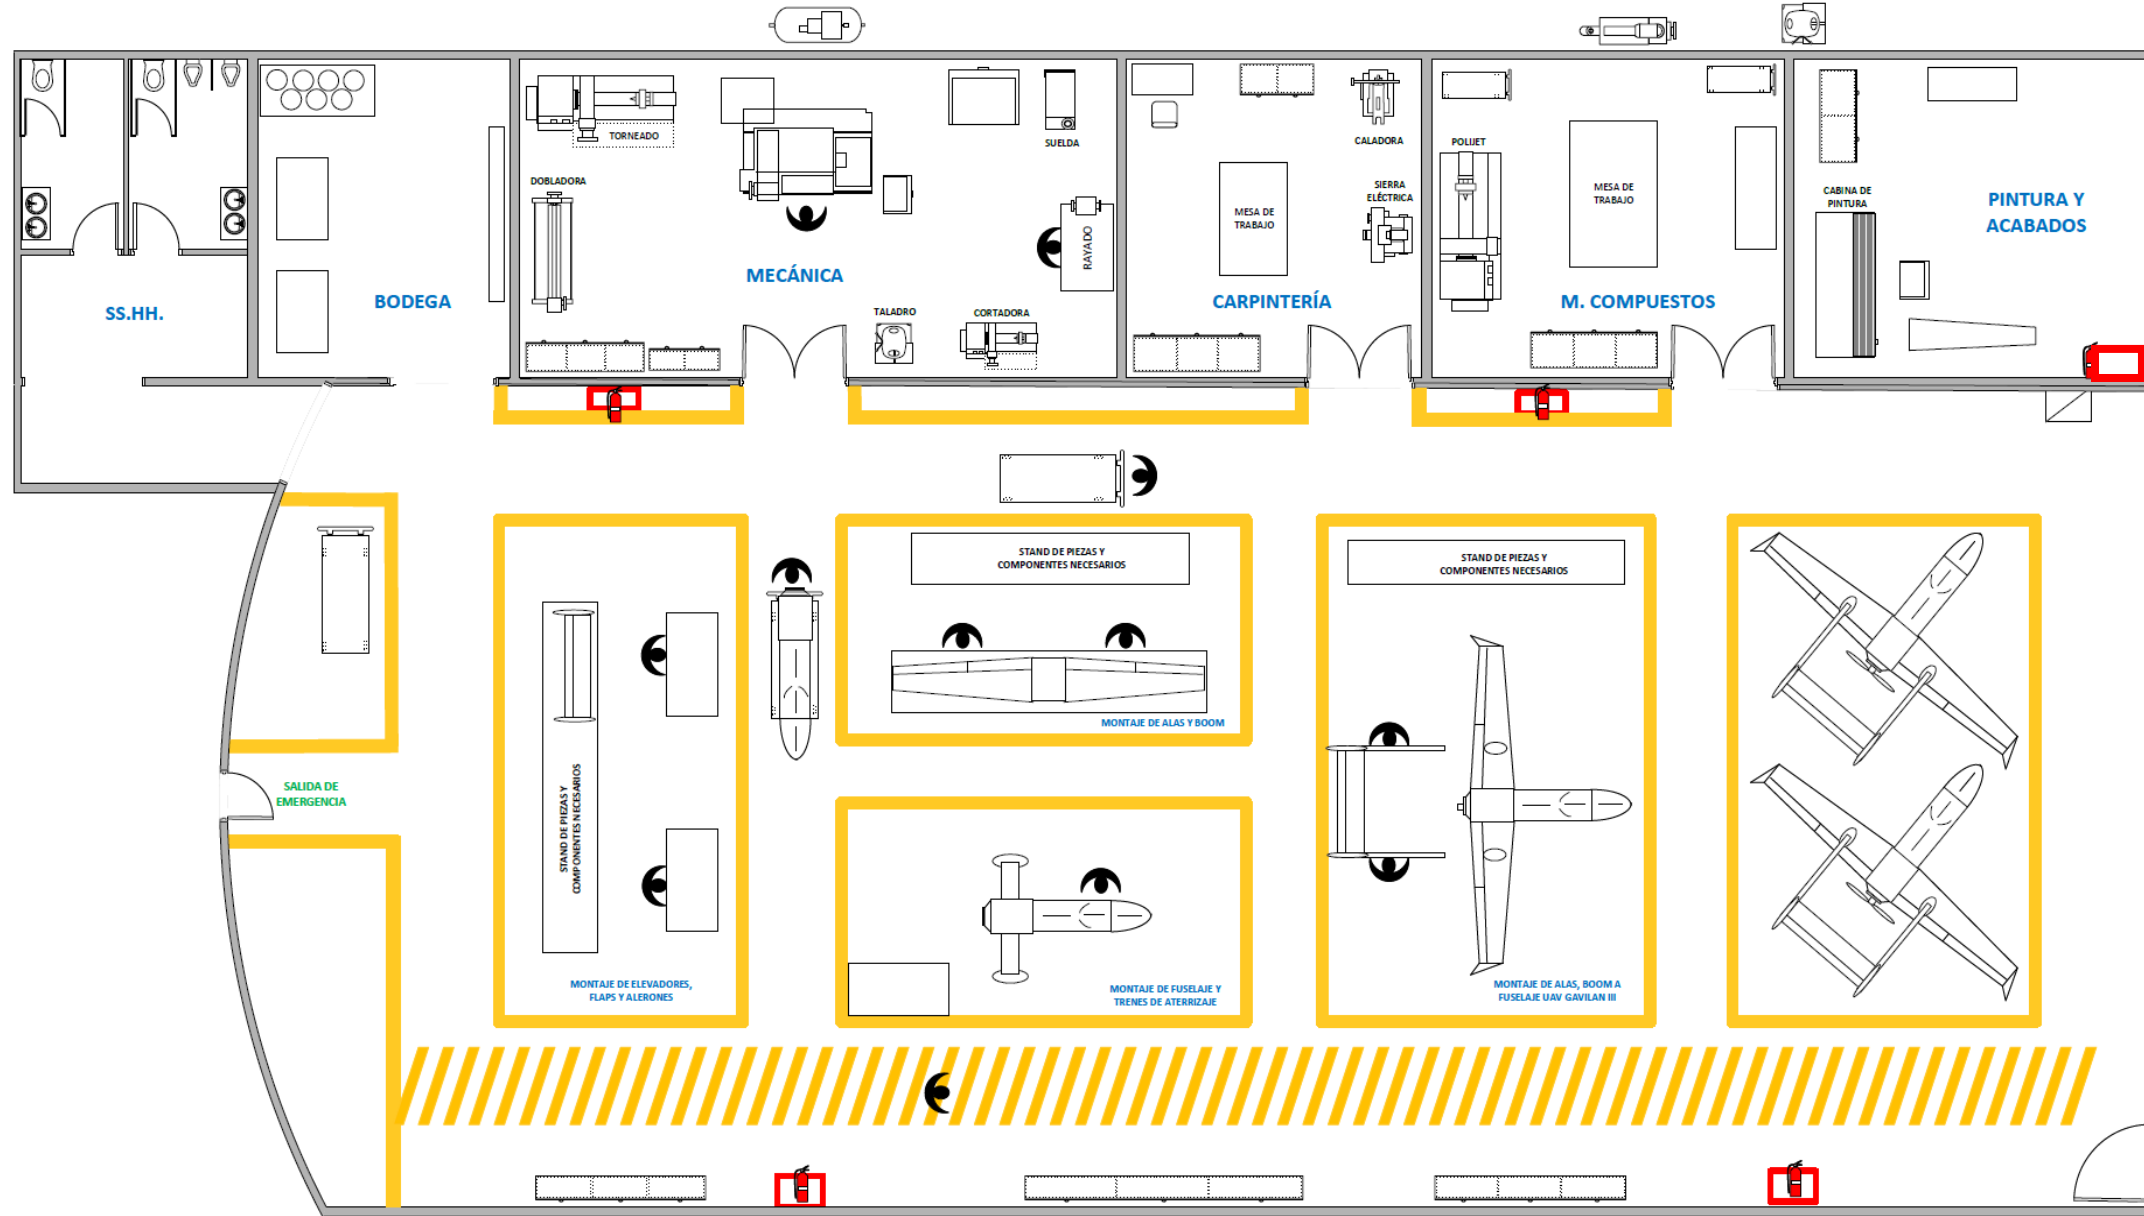 TORNEADO
SUELDA
CALADORA
POLIJET
DOBLADORA
SIERRA
ELÉCTRICA
MESA DE
TRABAJO
MESA DE
TRABAJO
CABINA DE
PINTURA
PINTURA Y
ACABADOS
RAYADO
MECÁNICA
SS.HH.
BODEGA
CARPINTERÍA
M. COMPUESTOS
TALADRO
CORTADORA
STAND DE PIEZAS Y
COMPONENTES NECESARIOS
STAND DE PIEZAS Y
COMPONENTES NECESARIOS
MONTAJE DE ALAS Y BOOM
SALIDA DE
EMERGENCIA
STAND DE PIEZAS Y
COMPONENTES NECESARIOS
MONTAJE DE ELEVADORES,
FLAPS Y ALERONES
MONTAJE DE FUSELAJE Y
TRENES DE ATERRIZAJE
MONTAJE DE ALAS, BOOM A
FUSELAJE UAV GAVILAN III